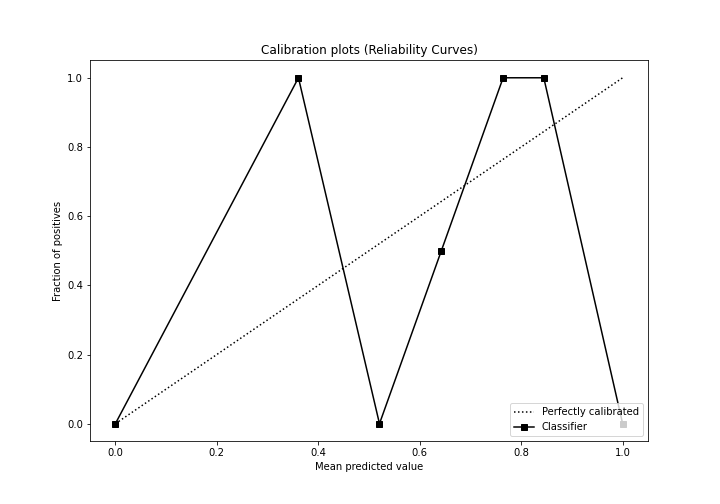 Calibration plots (Reliability Curves)
1.0
0.8
0.6
0.4
0.2
0.0
Fraction of positives
0.0 0.2 0.4 0.6 0.8 1.0
Mean predicted value
Perfectly calibrated
Classifier